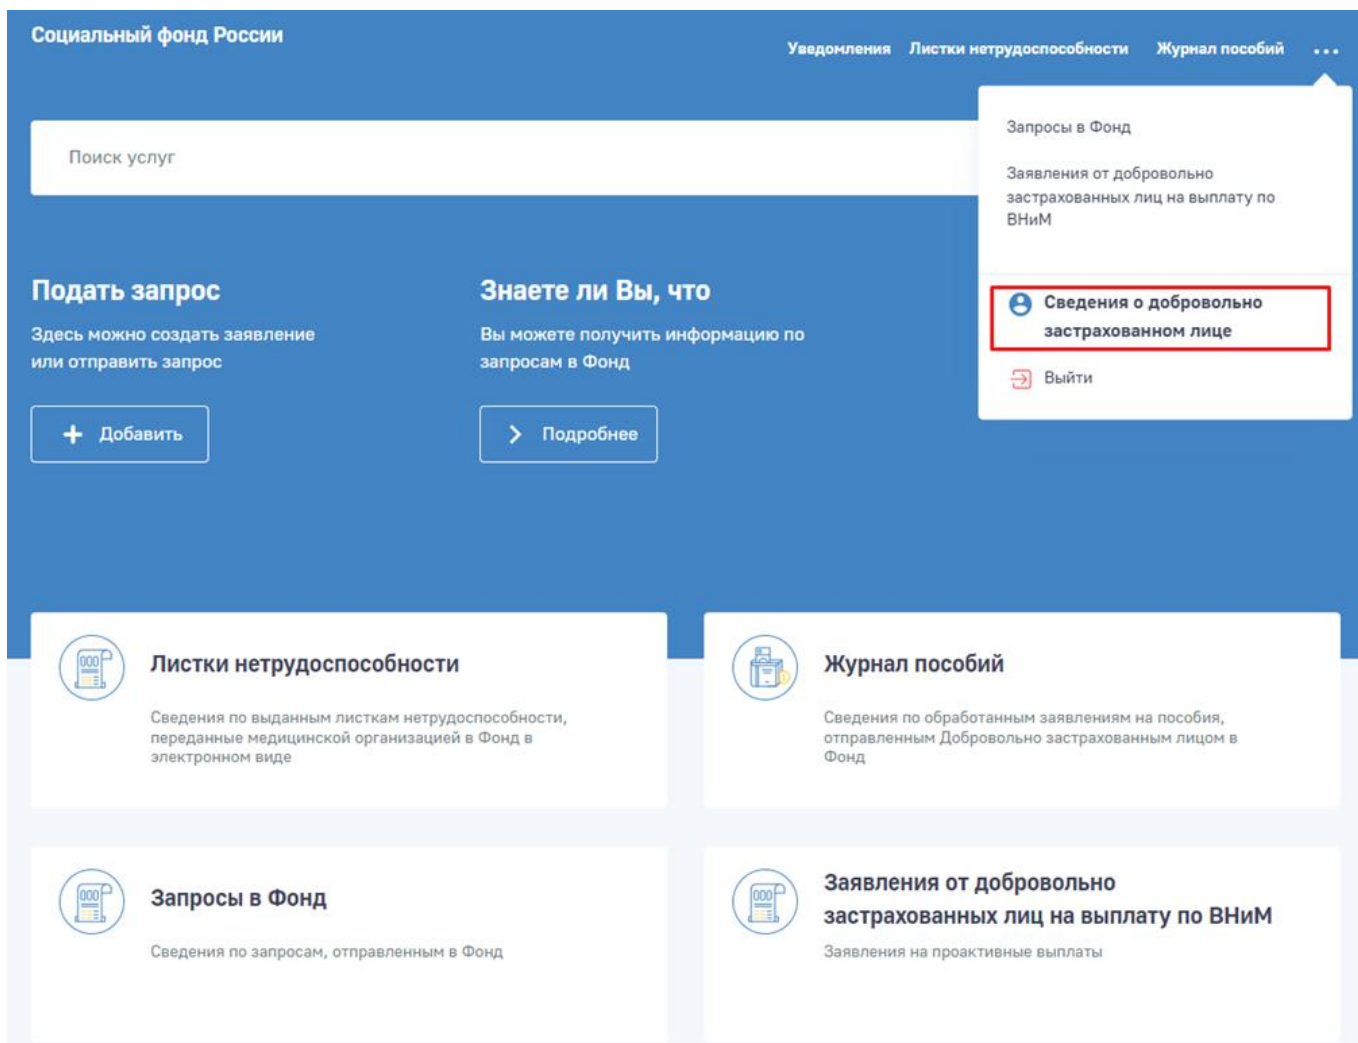 Социальный фонд России
Уведомления Листки нетрудоспособности Журнал пособий ...
Поиск услуг
Запросы в Фонд
Заявления от добровольно
застрахованных лиц на выплату по
ВНиМ
Сведения о добровольно
застрахованном лице
Выйти
Подать запрос
Здесь можно создать заявление
или отправить запрос
+ Добавить
Знаете ли Вы, что
Вы можете получить информацию по
запросам в Фонд
Подробнее
Листки нетрудоспособности
Сведения по выданным листкам нетрудоспособности,
переданные медицинской организацией в Фонд в
электронном виде
Журнал пособий
Сведения по обработанным заявлениям на пособия,
отправленным Добровольно застрахованным лицом в
Фонд
Запросы в Фонд
Сведения по запросам, отправленным в Фонд
Заявления от добровольно
застрахованных лиц на выплату по ВНиМ
Заявления на проактивные выплаты